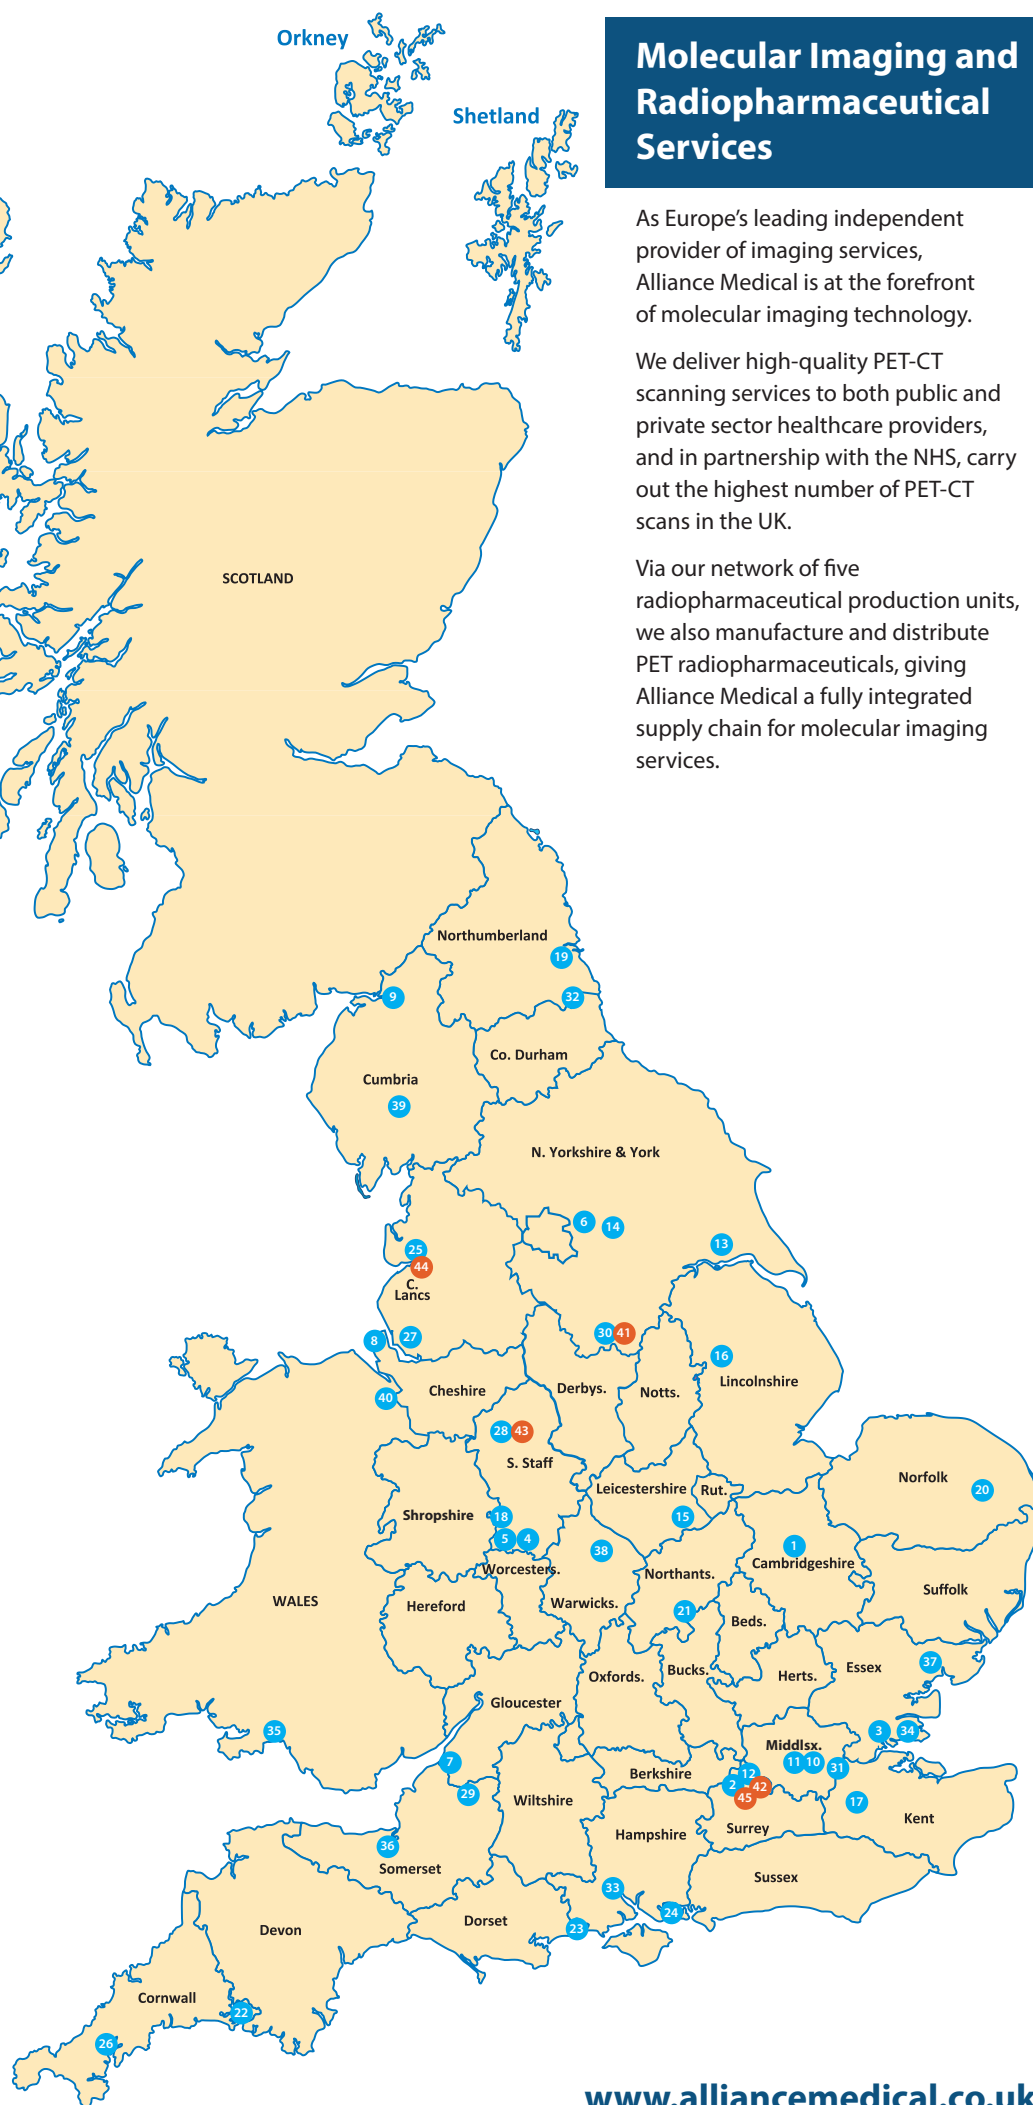 Orkney
Shetland
Molecular Imaging and
Radiopharmaceutical
Services
As Europe's leading independent
provider of imaging services,
Alliance Medical is at the forefront
of molecular imaging technology.
We deliver high-quality PET-CT
scanning services to both public and
private sector healthcare providers,
and in partnership with the NHS, carry
out the highest number of PET-CT
scans in the UK.
Via our network of five
radiopharmaceutical production units,
we also manufacture and distribute
PET radiopharmaceuticals, giving
Alliance Medical a fully integrated
supply chain for molecular imaging
services.
SCOTLAND
Northumberland
19
9
32
Co. Durham
Cumbria
39
N. Yorkshire & York
6
14
13
25
44
C.
Lancs
8
27
30
41
16
Lincolnshire
Cheshire
Derbys.
Notts.
40
28
43
S. Staff
Norfolk
20
Leicestershire
Rut.
Shropshire
18
15
5
4
38
1
Cambridgeshire
Worcesters.
Northants.
Suffolk
WALES
Hereford
Warwicks.
21
Beds.
Essex
37
Oxfords.
Bucks.
Herts.
Gloucester
35
3
34
Middlsx.
7
11
10
31
Berkshire
12
2
42
45
29
Wiltshire
17
Kent
Surrey
Hampshire
36
Somerset
Sussex
33
24
Dorset
23
Devon
Cornwall
22
26
www.alliancemedical.co.uk